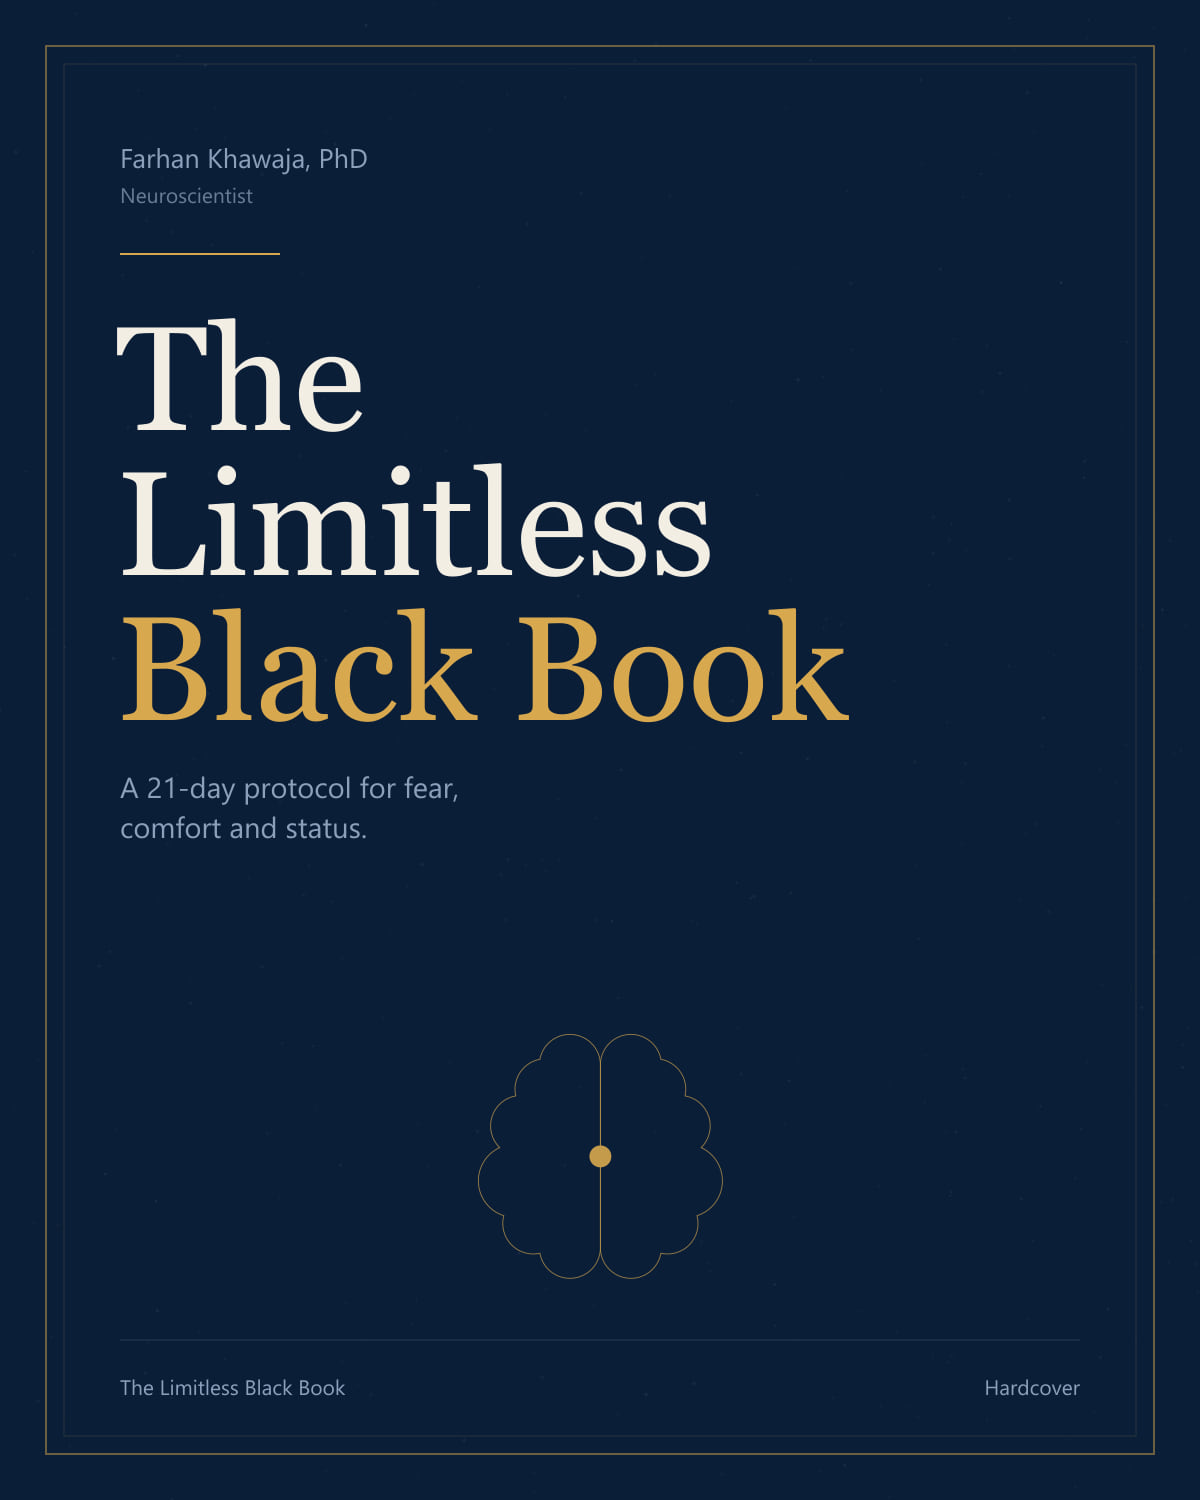 Farhan Khawaja, PhD
Neuroscientist
The
Limitless
Black Book
A 21-day protocol for fear,
comfort and status.
The Limitless Black Book
Hardcover